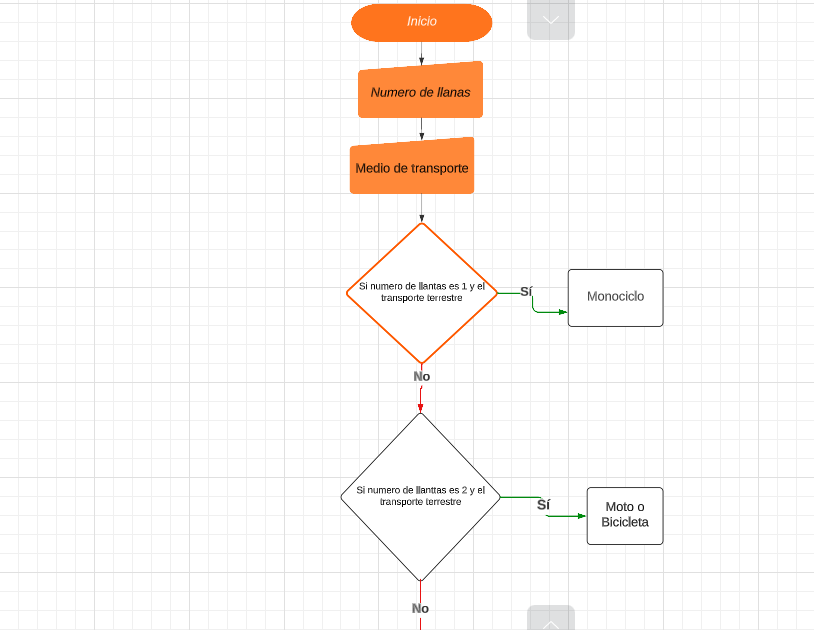 Inicio
Numero de llanas
Medio de transporte
Si numero de llantas es 1 y el
transporte terrestre
Sí
Monociclo
No
Si numero de llanttas es 2 y el
transporte terrestre
Sí
Moto o
Bicicleta
No